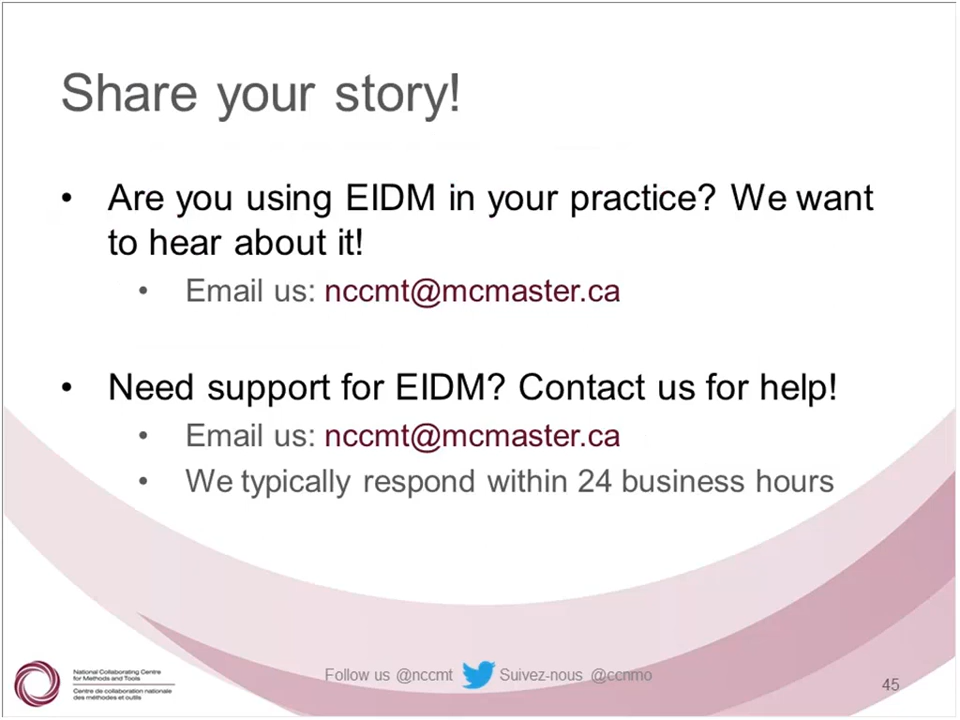 Share your story!
• Are you using EIDM in your practice? We want
to hear about it!
• Email us: nccmt@mcmaster.ca
• Need support for EIDM? Contact us for help!
• Email us: nccmt@mcmaster.ca
• We typically respond within 24 business hours
National Collaborating Centre
for Methods and Tools
Centre de collaboration nationale
des méthodes et outils
Follow us @nccmt Suivez-nous @ccnmo
45